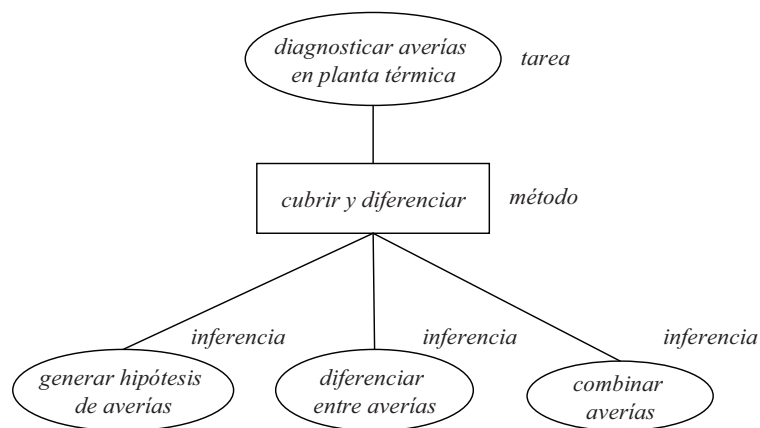 diagnosticar averías
en planta térmica
tarea
cubrir y diferenciar
método
inferencia
inferencia
inferencia
generar hipótesis
de averías
diferenciar
entre averías
combinar
averías